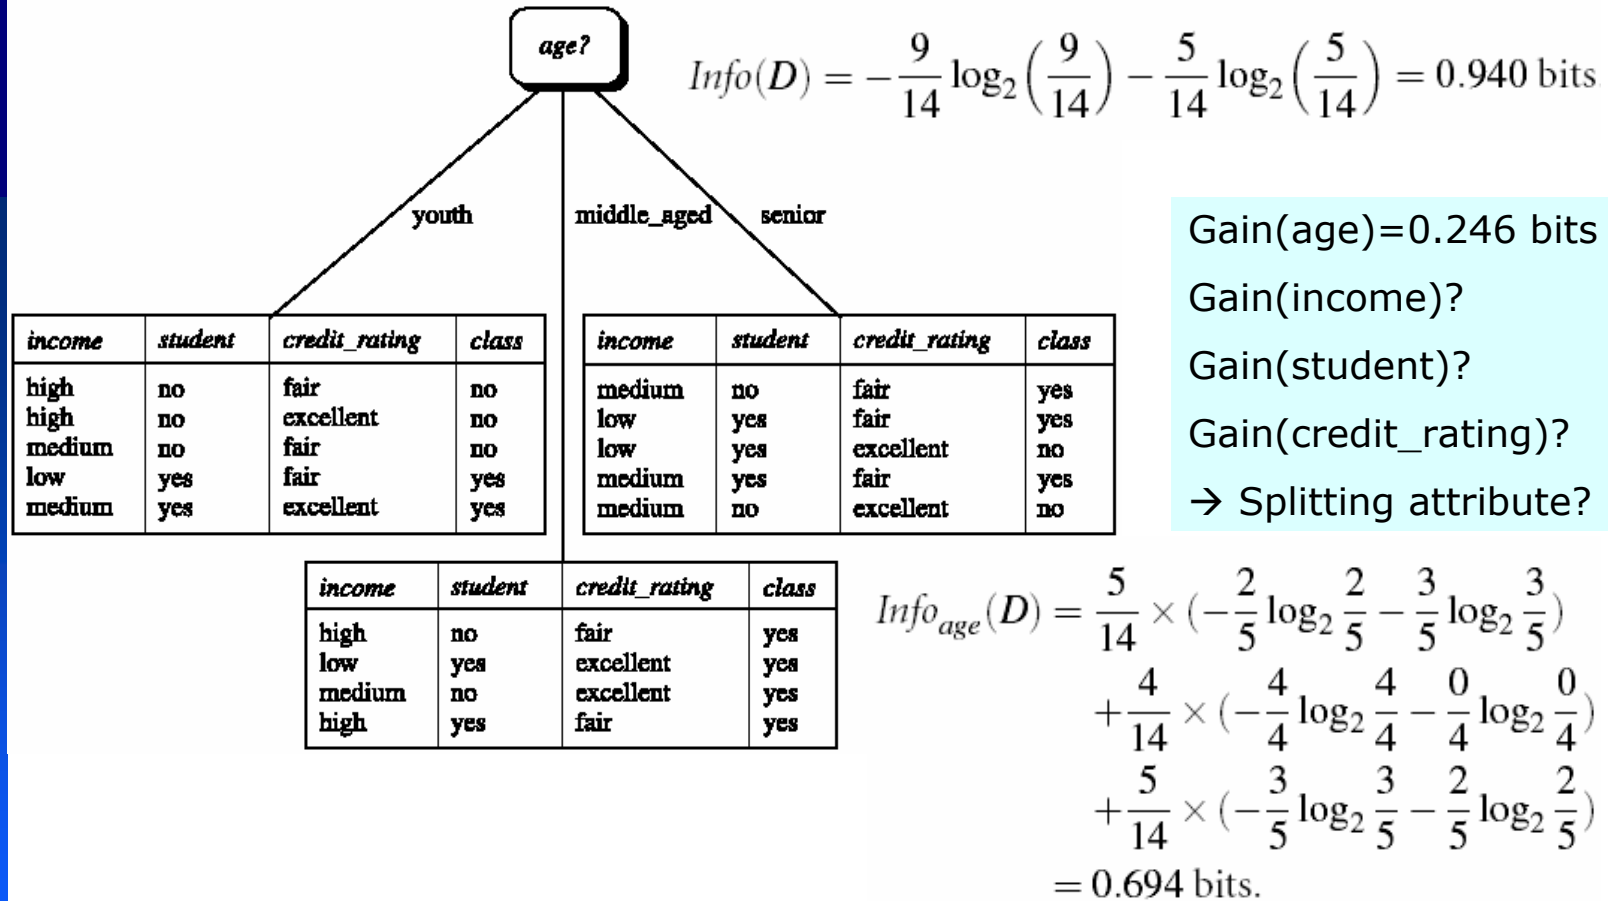 age?
Info(D) = −9/14 log₂(9/14) − 5/14 log₂(5/14) = 0.940 bits.
youth
middle_aged
senior
Gain(age)=0.246 bits
Gain(income)?
Gain(student)?
Gain(credit_rating)?
→ Splitting attribute?
income student credit_rating class
high no fair no
high no excellent no
medium no fair no
low yes fair yes
medium yes excellent yes
income student credit_rating class
medium no fair yes
low yes fair yes
low yes excellent no
medium yes fair yes
medium no excellent no
income student credit_rating class
high no fair yes
low yes excellent yes
medium no excellent yes
high yes fair yes
Info_age(D) = 5/14 × (−2/5 log₂ 2/5 − 3/5 log₂ 3/5)
+4/14 × (−4/4 log₂ 4/4 − 0/4 log₂ 0/4)
+5/14 × (−3/5 log₂ 3/5 − 2/5 log₂ 2/5)
= 0.694 bits.